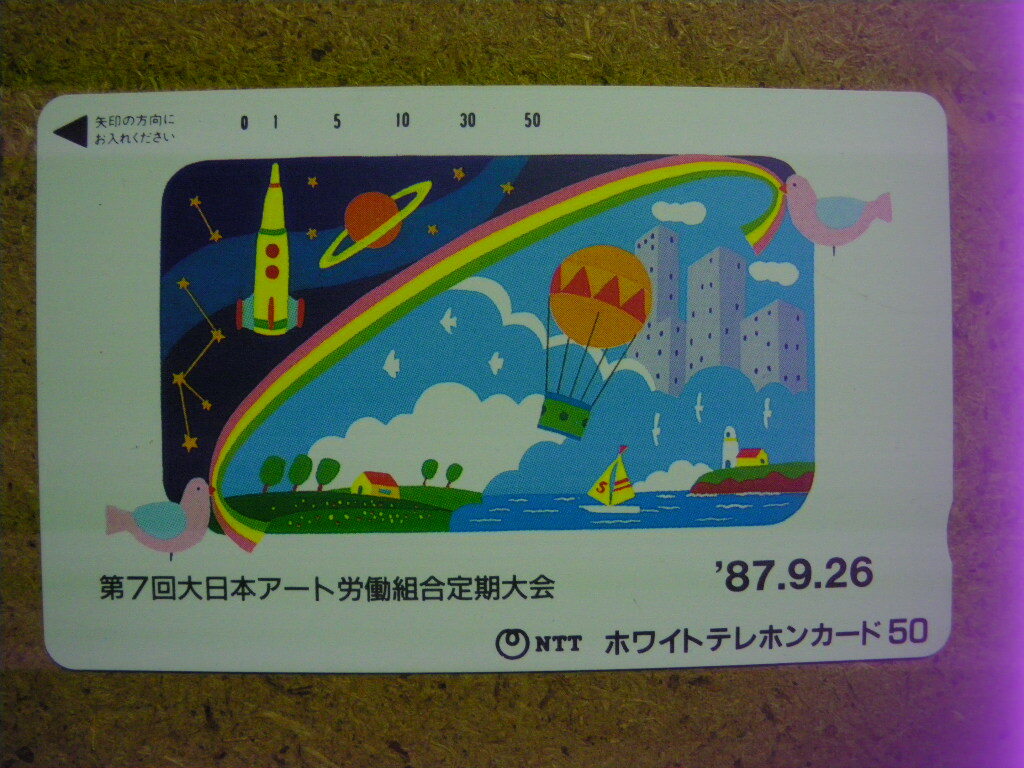 矢印の方向に
お入れください
0 1 5 10 30 50
S
第7回大日本アート労働組合定期大会
'87.9.26
NTT ホワイトテレホンカード50